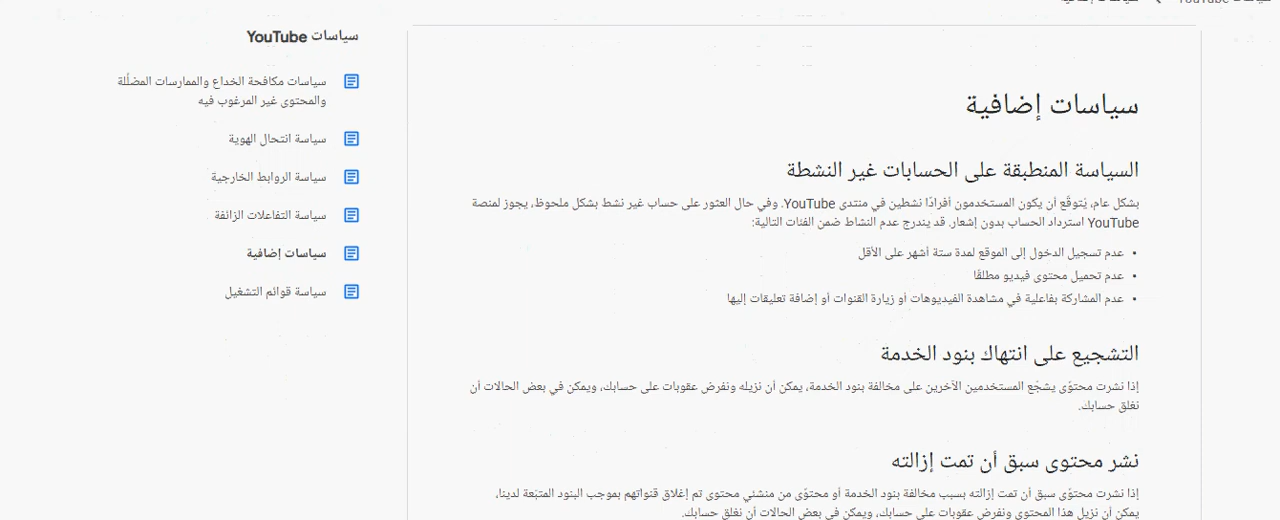 سياسات إضافية
السياسة المنطبقة على الحسابات غير النشطة
بشكل عام، يُتوقَّع أن يكون المستخدمون أفرادًا نشطين في منتدى YouTube. وفي حال العثور على حساب غير نشط بشكل ملحوظ، يجوز لمنصة
YouTube استرداد الحساب بدون إشعار. قد يندرج عدم النشاط ضمن الفئات التالية:
• عدم تسجيل الدخول إلى الموقع لمدة ستة أشهر على الأقل
• عدم تحميل محتوى فيديو مطلقًا
• عدم المشاركة بفاعلية في مشاهدة الفيديوهات أو زيارة القنوات أو إضافة تعليقات إليها
التشجيع على انتهاك بنود الخدمة
إذا نشرت محتوًى يشجّع المستخدمين الآخرين على مخالفة بنود الخدمة، يمكن أن نزيله ونفرض عقوبات على حسابك، ويمكن في بعض الحالات أن
نغلق حسابك.
نشر محتوى سبق أن تمت إزالته
إذا نشرت محتوًى سبق أن تمت إزالته بسبب مخالفة بنود الخدمة أو محتوًى من منشئي محتوى تم إغلاق قنواتهم بموجب البنود المتبَعة لدينا،
يمكن أن نزيل هذا المحتوى ونفرض عقوبات على حسابك، ويمكن في بعض الحالات أن نغلق حسابك.
سياسات YouTube
سياسات مكافحة الخداع والممارسات المضلِّلة
والمحتوى غير المرغوب فيه
سياسة انتحال الهوية
سياسة الروابط الخارجية
سياسة التفاعلات الزائفة
سياسات إضافية
سياسة قوائم التشغيل